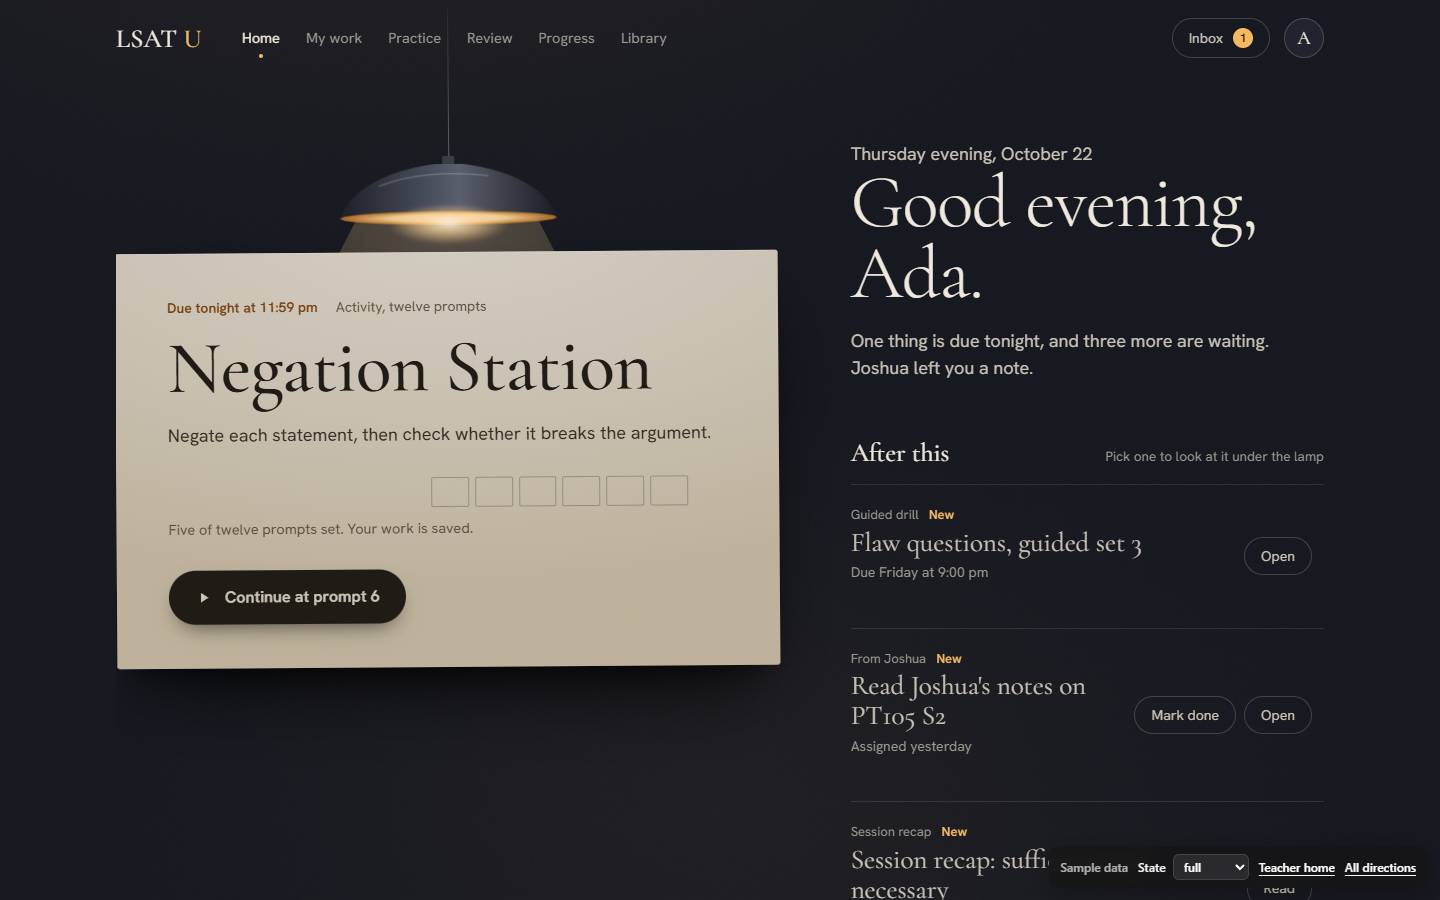 LSAT U Home My work Practice Review Progress Library Inbox 1 A
Due tonight at 11:59 pm Activity, twelve prompts
Negation Station
Negate each statement, then check whether it breaks the argument.
Five of twelve prompts set. Your work is saved.
Continue at prompt 6
Thursday evening, October 22
Good evening,
Ada.
One thing is due tonight, and three more are waiting.
Joshua left you a note.
After this Pick one to look at it under the lamp
Guided drill New
Flaw questions, guided set 3
Due Friday at 9:00 pm
Open
From Joshua New
Read Joshua's notes on
PT105 S2
Assigned yesterday
Mark done Open
Session recap New
Session recap:
necessary
Read
Sample data State full Teacher home All directions